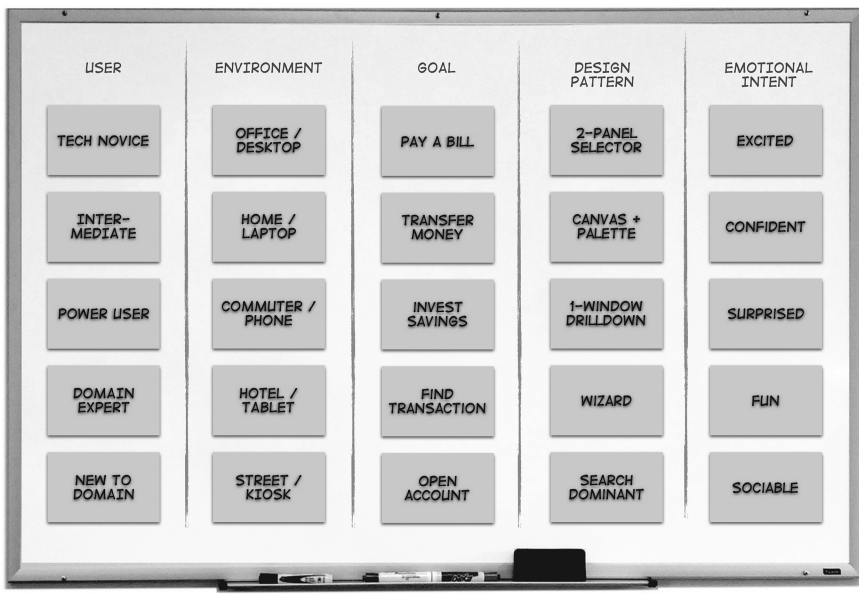 USER
ENVIRONMENT
GOAL
DESIGN
PATTERN
EMOTIONAL
INTENT
TECH NOVICE
OFFICE /
DESKTOP
PAY A BILL
2-PANEL
SELECTOR
EXCITED
INTER-
MEDIATE
HOME /
LAPTOP
TRANSFER
MONEY
CANVAS +
PALETTE
CONFIDENT
POWER USER
COMMUTER /
PHONE
INVEST
SAVINGS
1-WINDOW
DRILLDOWN
SURPRISED
DOMAIN
EXPERT
HOTEL /
TABLET
FIND
TRANSACTION
WIZARD
FUN
NEW TO
DOMAIN
STREET /
KIOSK
OPEN
ACCOUNT
SEARCH
DOMINANT
SOCIABLE